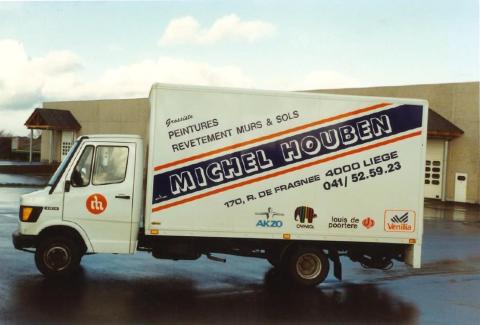 Grossiste
PEINTURES
REVETEMENT MURS & SOLS
MICHEL HOUBEN
170, R. DE FRAGNEE 4000 LIEGE
041/ 52.59.23
AKZO
CAPAROL
louis de poortere
Venilia